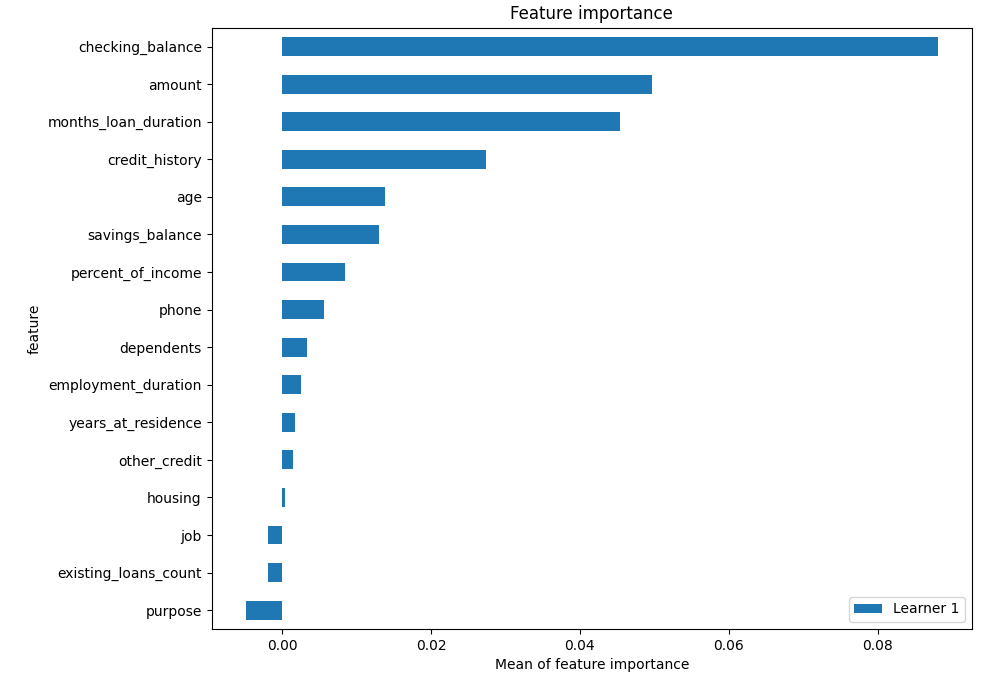 Feature importance
checking_balance
amount
months_loan_duration
credit_history
age
savings_balance
percent_of_income
phone
dependents
employment_duration
years_at_residence
other_credit
housing
job
existing_loans_count
purpose
feature
Learner 1
0.00 0.02 0.04 0.06 0.08
Mean of feature importance